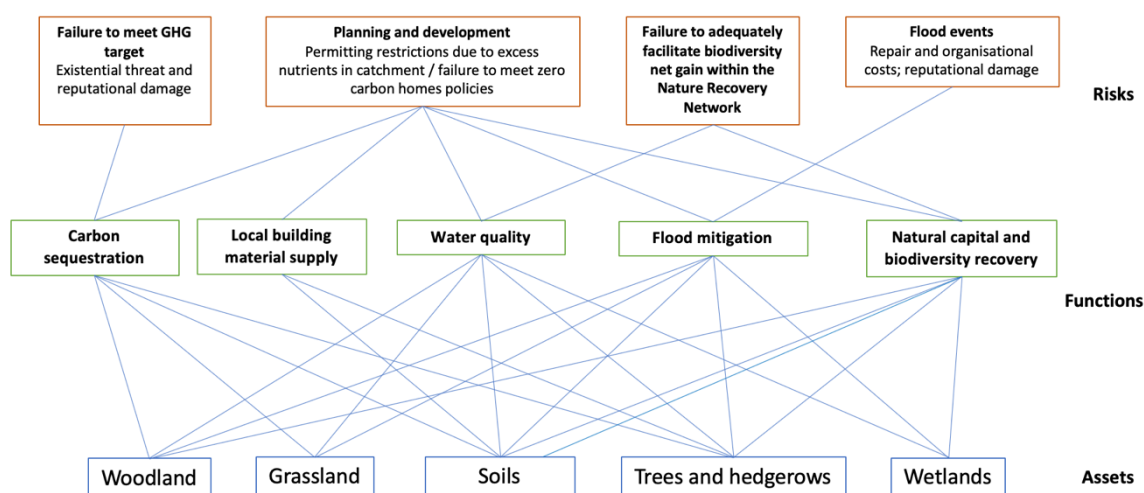 Failure to meet GHG
target
Existential threat and
reputational damage
Planning and development
Permitting restrictions due to excess
nutrients in catchment / failure to meet zero
carbon homes policies
Failure to adequately
facilitate biodiversity
net gain within the
Nature Recovery
Network
Flood events
Repair and organisational
costs; reputational damage
Risks
Carbon
sequestration
Local building
material supply
Water quality
Flood mitigation
Natural capital and
biodiversity recovery
Functions
Woodland
Grassland
Soils
Trees and hedgerows
Wetlands
Assets